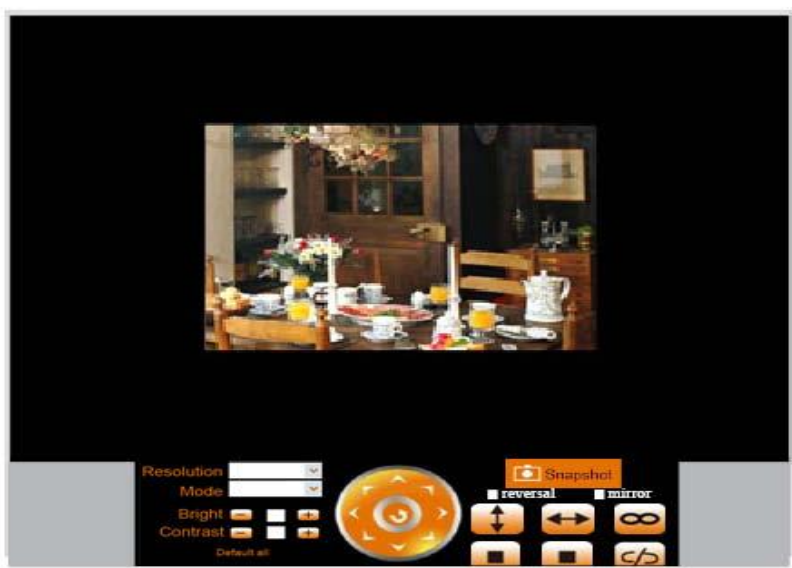 Resolution
Mode
Bright
Contrast
Default all
Snapshot
reversal
mirror